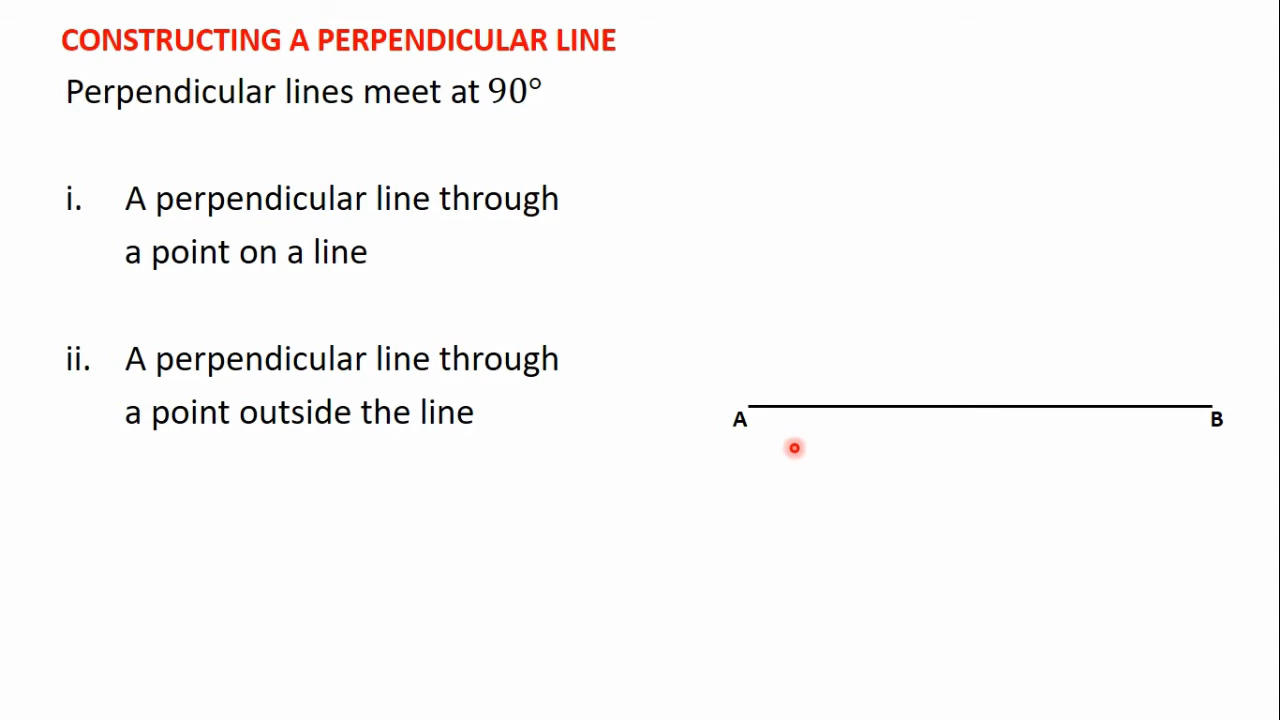 CONSTRUCTING A PERPENDICULAR LINE
Perpendicular lines meet at 90°
i. A perpendicular line through
a point on a line
ii. A perpendicular line through
a point outside the line
A B